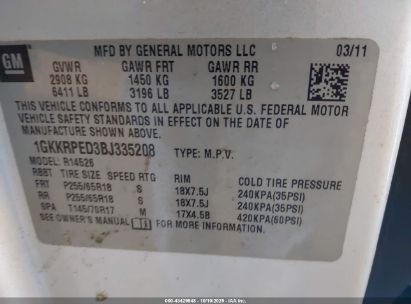 GM
MFD BY GENERAL MOTORS LLC 03/11
GVWR GAWR FRT GAWR RR
2908 KG 1450 KG 1600 KG
6411 LB 3196 LB 3527 LB
THIS VEHICLE CONFORMS TO ALL APPLICABLE U.S. FEDERAL MOTOR
VEHICLE SAFETY STANDARDS IN EFFECT ON THE DATE OF
MANUFACTURE SHOWN ABOVE.
1GKKRPED3BJ335208 TYPE: M.P.V.
MODEL: R14526
RBBT TIRE SIZE SPEED RTG RIM COLD TIRE PRESSURE
FRT P255/65R18 S 18X7.5J 240KPA(35PSI)
RR P255/65R18 S 18X7.5J 240KPA(35PSI)
SPA T145/70R17 M 17X4.5B 420KPA(60PSI)
SEE OWNER'S MANUAL FOR MORE INFORMATION.